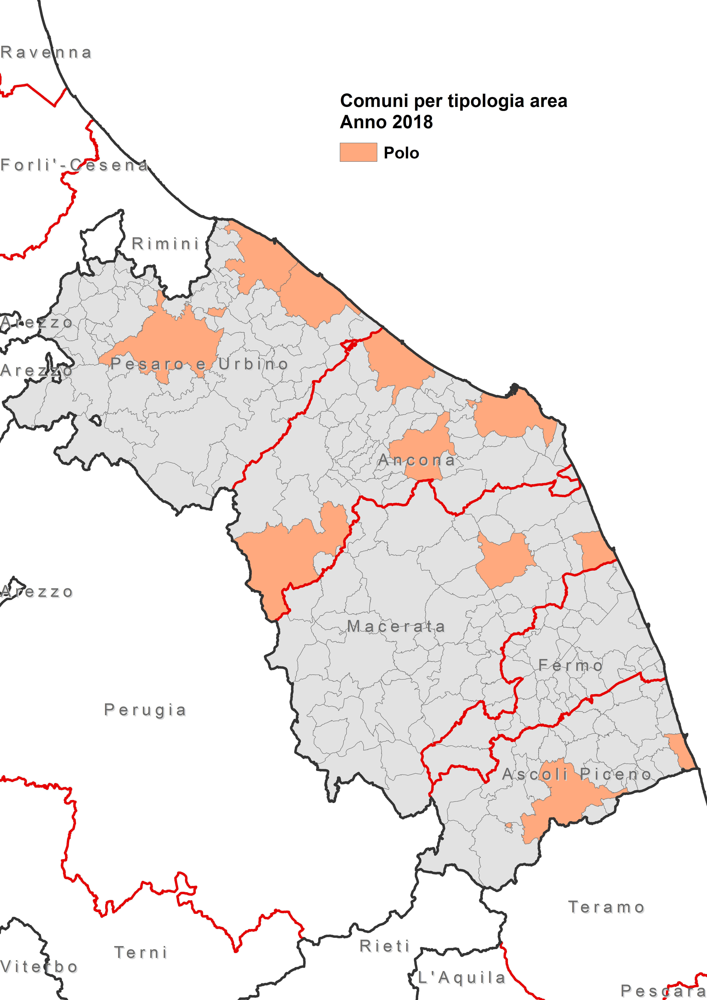 Ravenna
Comuni per tipologia area
Anno 2018
Polo
Forli'-Cesena
Rimini
Arezzo
Pesaro e Urbino
Arezzo
Ancona
Arezzo
Macerata
Fermo
Perugia
Ascoli Piceno
Teramo
Rieti
Terni
Viterbo
L'Aquila
Pescara